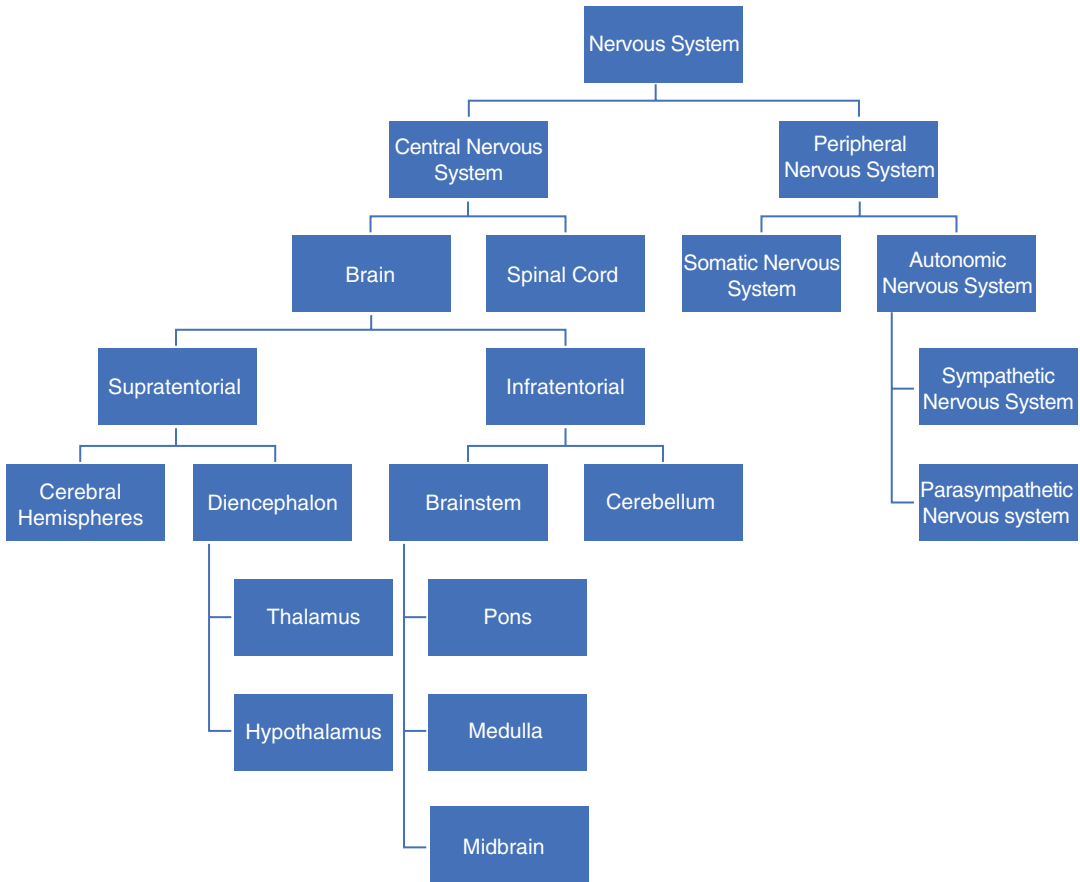 Nervous System
Central Nervous
System
Peripheral
Nervous System
Brain
Spinal Cord
Somatic Nervous
System
Autonomic
Nervous System
Supratentorial
Infratentorial
Sympathetic
Nervous System
Cerebral
Hemispheres
Diencephalon
Brainstem
Cerebellum
Parasympathetic
Nervous system
Thalamus
Pons
Hypothalamus
Medulla
Midbrain